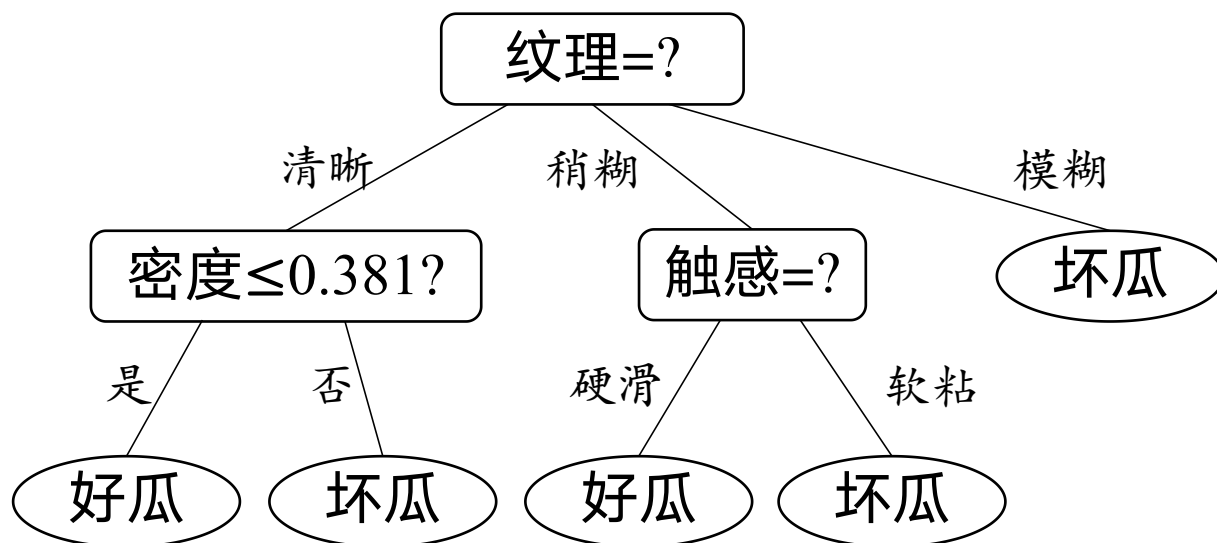 纹理=?
清晰
稍糊
模糊
密度≤0.381?
触感=?
坏瓜
是
否
硬滑
软粘
好瓜
坏瓜
好瓜
坏瓜